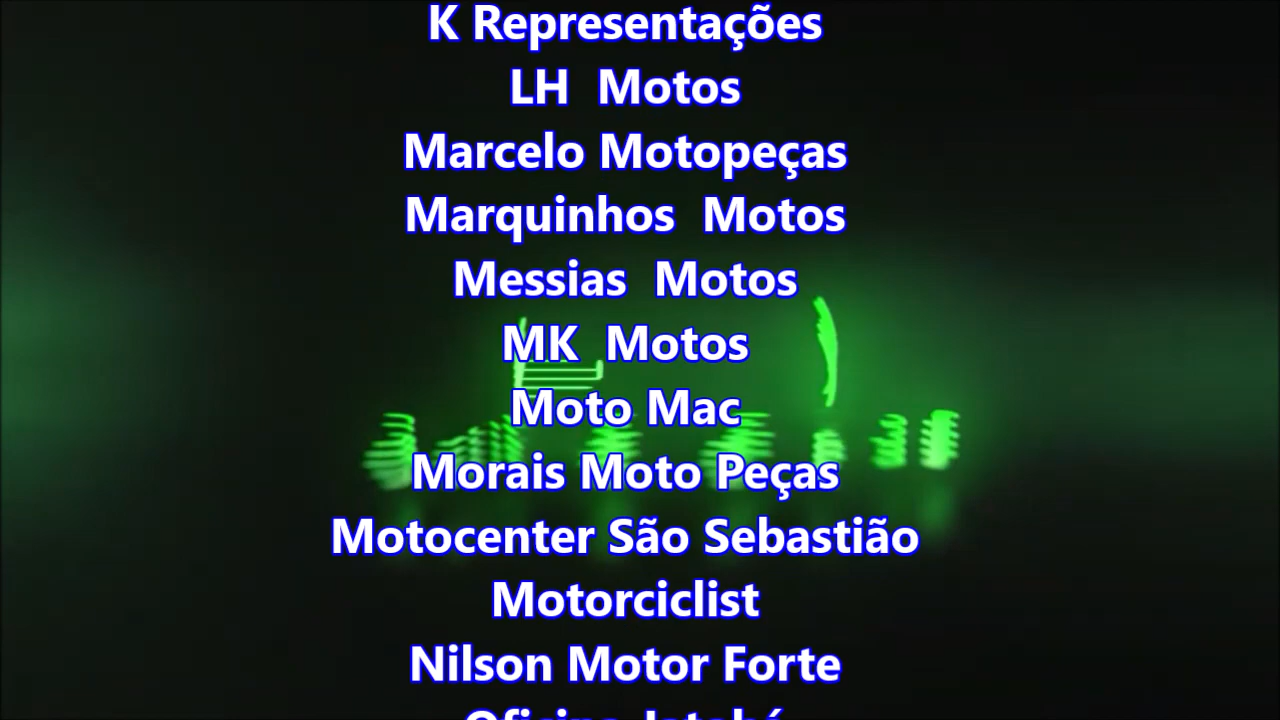 K Representações
LH  Motos
Marcelo Motopeças
Marquinhos  Motos
Messias  Motos
MK  Motos
Moto Mac
Morais Moto Peças
Motocenter São Sebastião
Motorciclist
Nilson Motor Forte